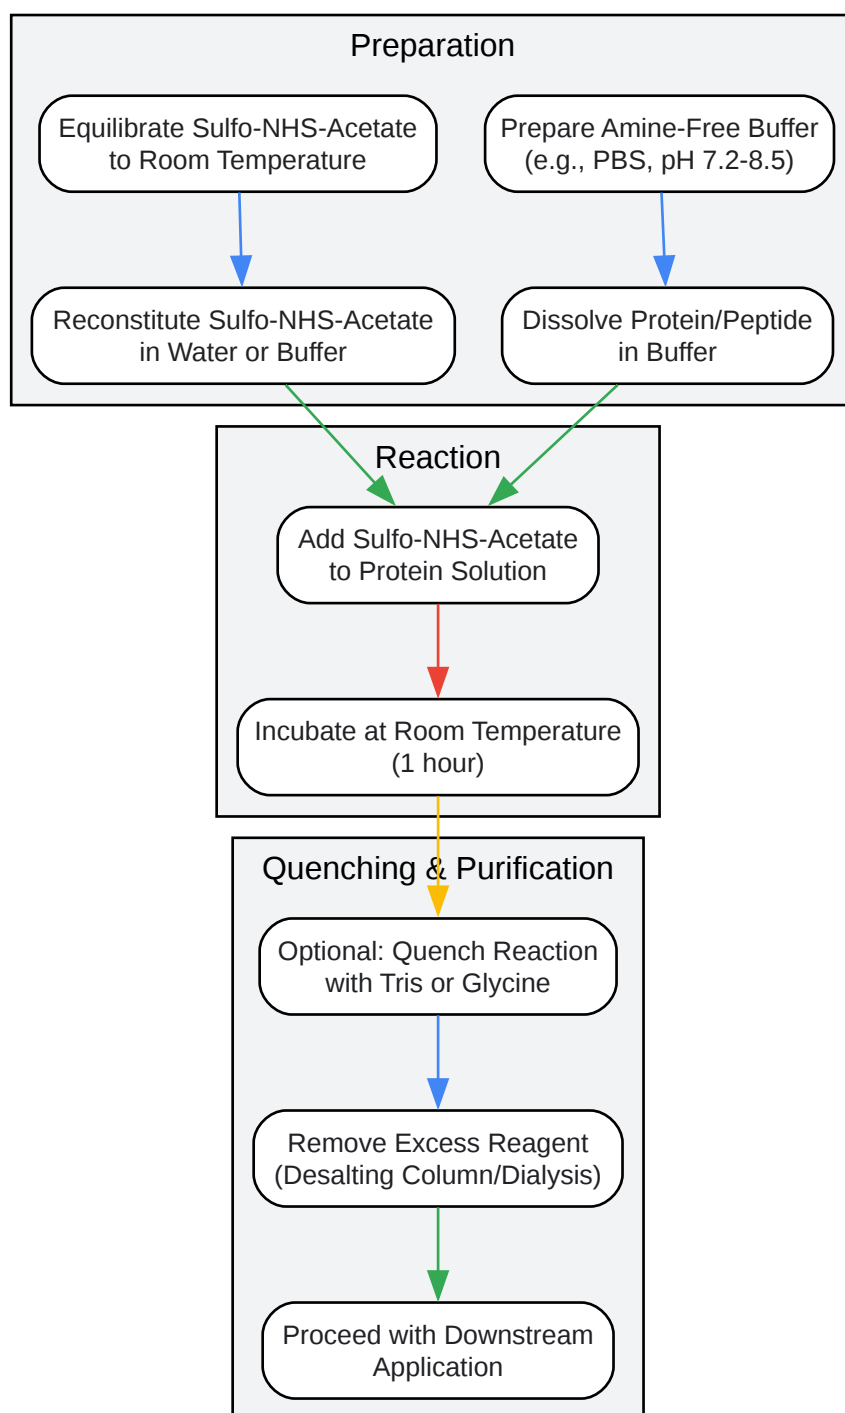 Preparation
Equilibrate Sulfo-NHS-Acetate
to Room Temperature
Prepare Amine-Free Buffer
(e.g., PBS, pH 7.2-8.5)
Reconstitute Sulfo-NHS-Acetate
in Water or Buffer
Dissolve Protein/Peptide
in Buffer
Reaction
Add Sulfo-NHS-Acetate
to Protein Solution
Incubate at Room Temperature
(1 hour)
Quenching & Purification
Optional: Quench Reaction
with Tris or Glycine
Remove Excess Reagent
(Desalting Column/Dialysis)
Proceed with Downstream
Application